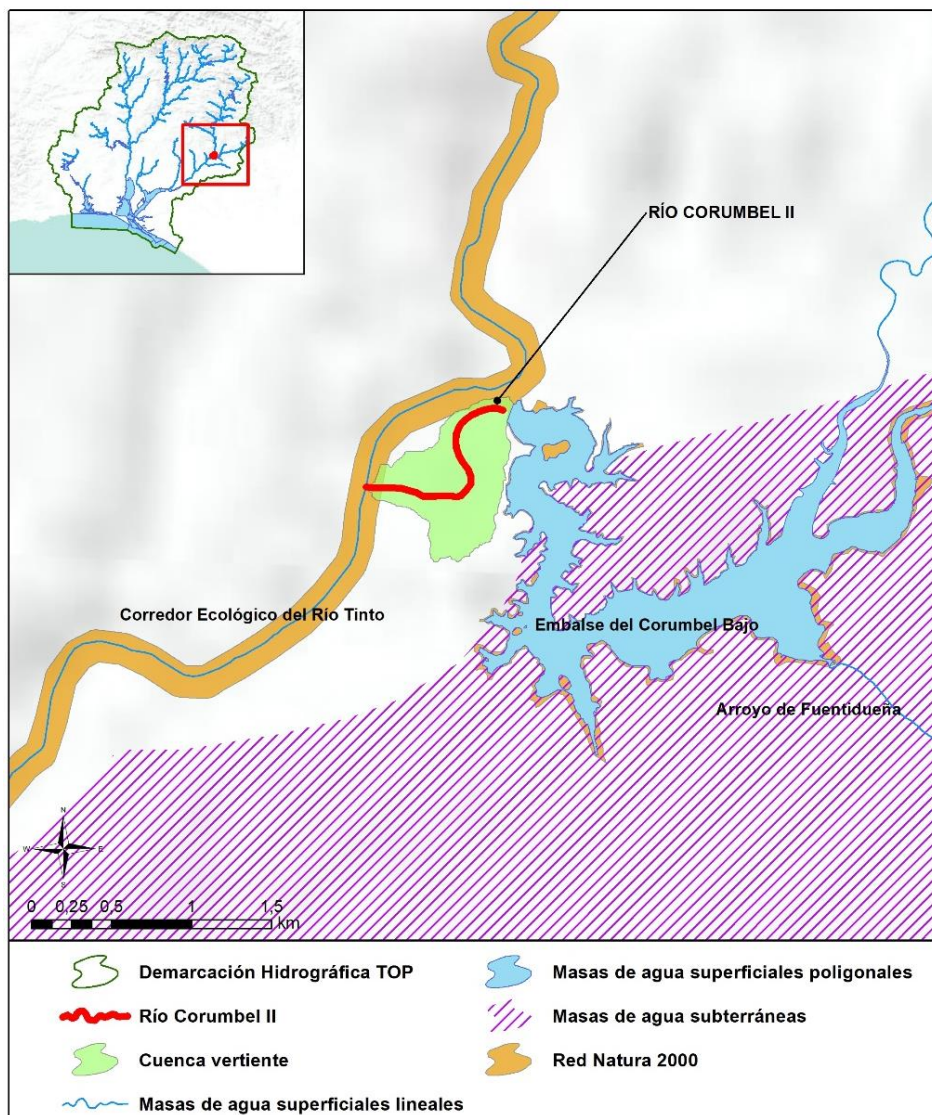 RÍO CORUMBEL II
Corredor Ecológico del Río Tinto
Embalse del Corumbel Bajo
Arroyo de Fuentidueña
N
W E
S
0 0,25 0,5 1 1,5
km
Demarcación Hidrográfica TOP
Río Corumbel II
Cuenca vertiente
Masas de agua superficiales lineales
Masas de agua superficiales poligonales
Masas de agua subterráneas
Red Natura 2000